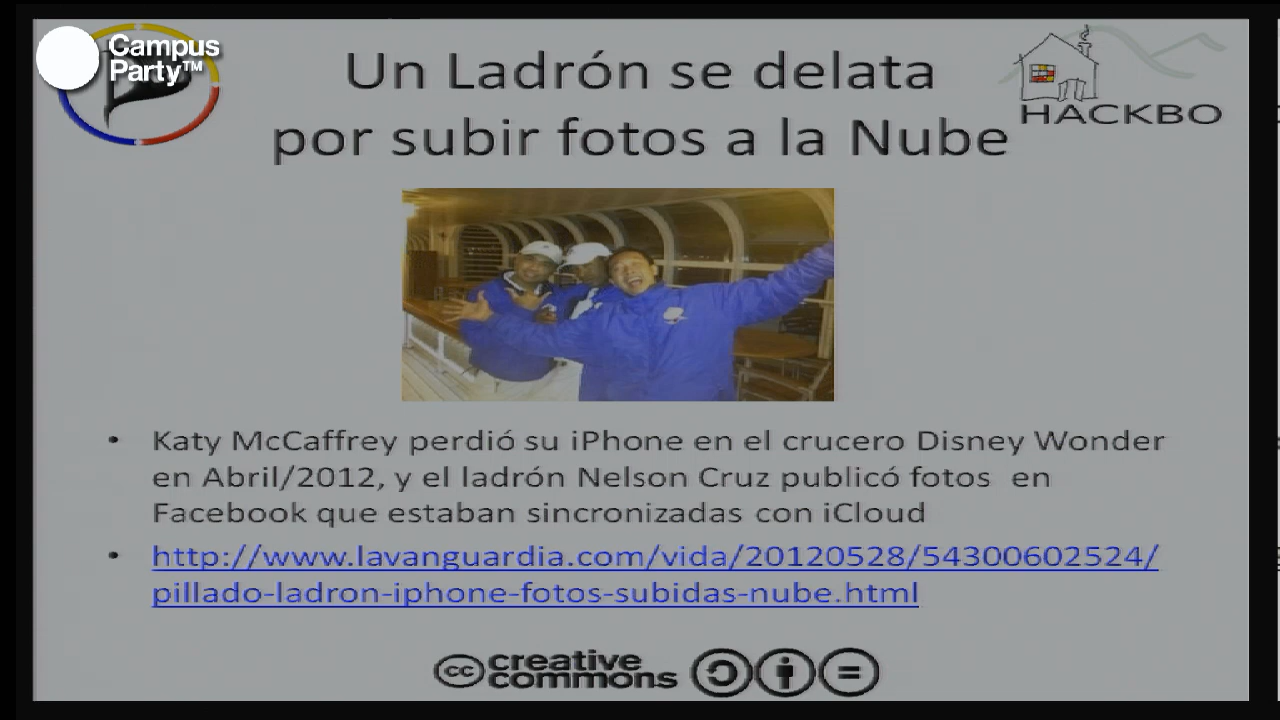 Campus
Party™
HACKBO
Un Ladrón se delata
por subir fotos a la Nube
• Katy McCaffrey perdió su iPhone en el crucero Disney Wonder
en Abril/2012, y el ladrón Nelson Cruz publicó fotos en
Facebook que estaban sincronizadas con iCloud
• http://www.lavanguardia.com/vida/20120528/54300602524/
pillado-ladron-iphone-fotos-subidas-nube.html
cc creative
commons